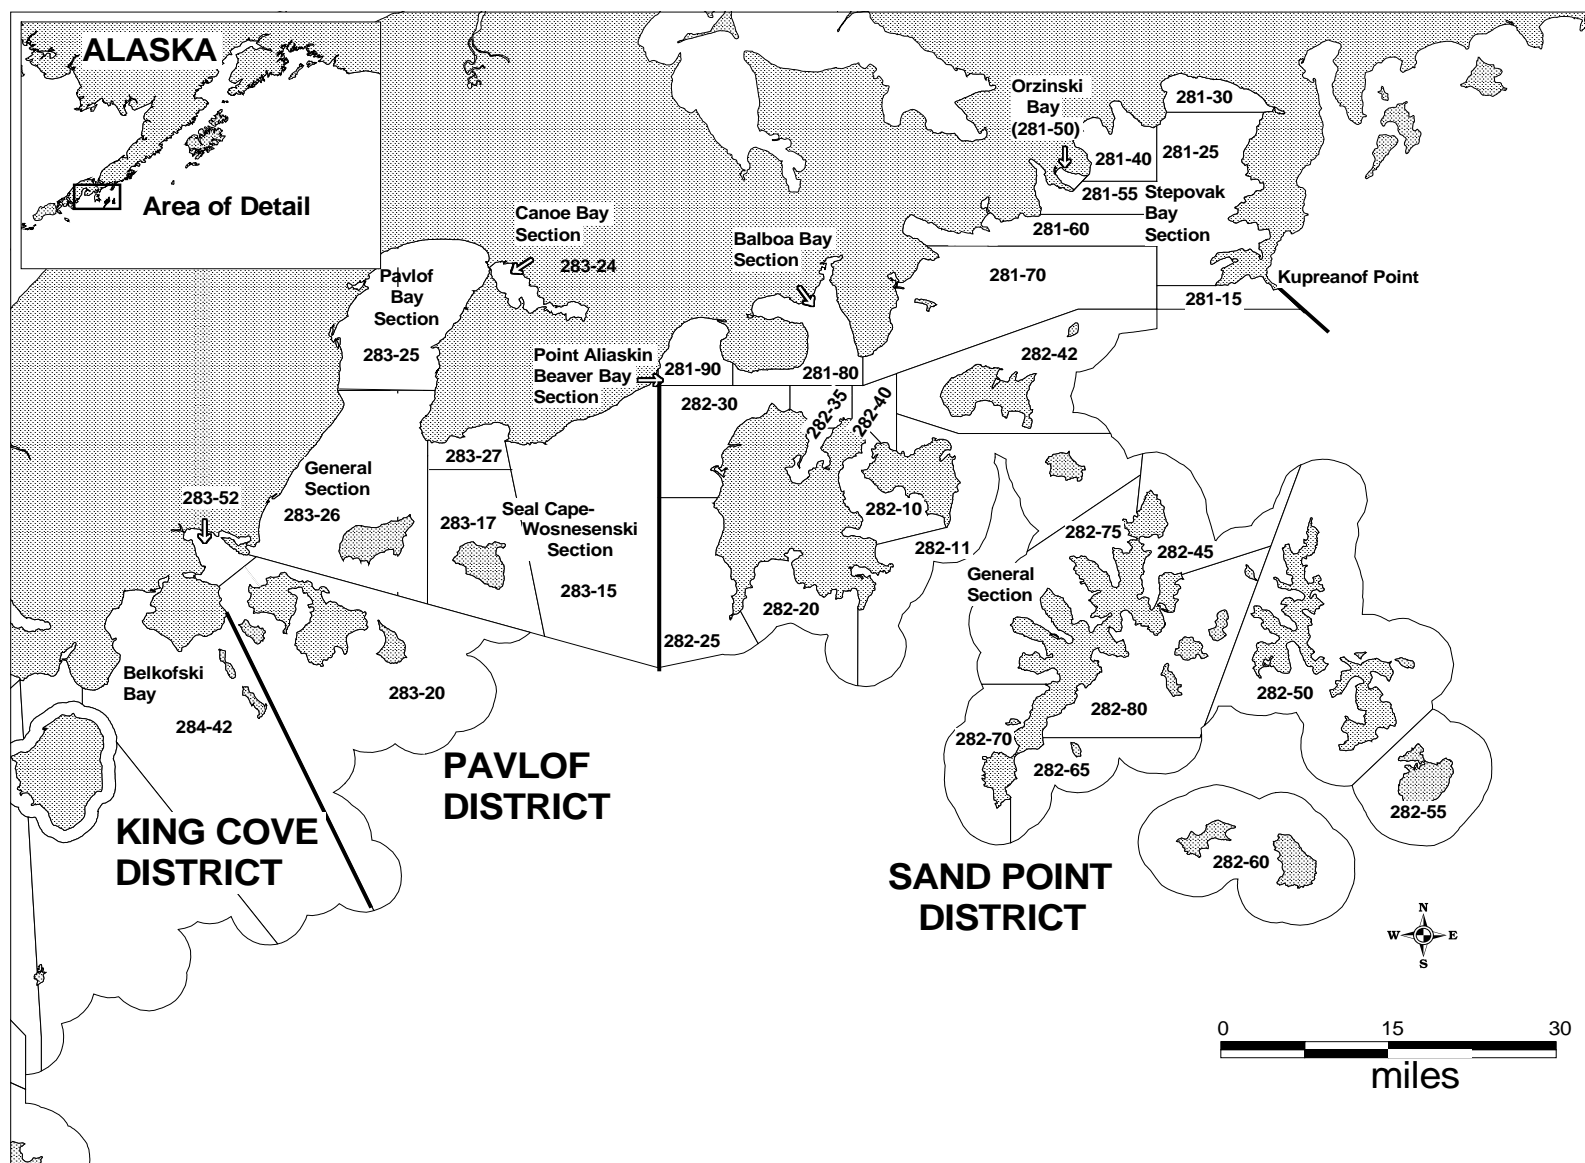 ALASKA
Area of Detail
Orzinski
Bay
(281-50)
281-30
281-40
281-25
281-55
Stepovak
Bay
Section
281-60
Canoe Bay
Section
283-24
Balboa Bay
Section
Pavlof
Bay
Section
283-25
281-70
Kupreanof Point
281-15
Point Aliaskin
Beaver Bay
Section
281-90
281-80
282-42
282-30
282-35
282-40
283-27
General
Section
283-26
283-52
283-17
Seal Cape-
Wosnesenski
Section
283-15
282-10
282-11
282-75
282-45
General
Section
282-20
282-25
Belkofski
Bay
284-42
283-20
282-80
282-50
282-70
282-65
282-55
282-60
PAVLOF
DISTRICT
KING COVE
DISTRICT
SAND POINT
DISTRICT
N
W E
S
0 15 30
miles